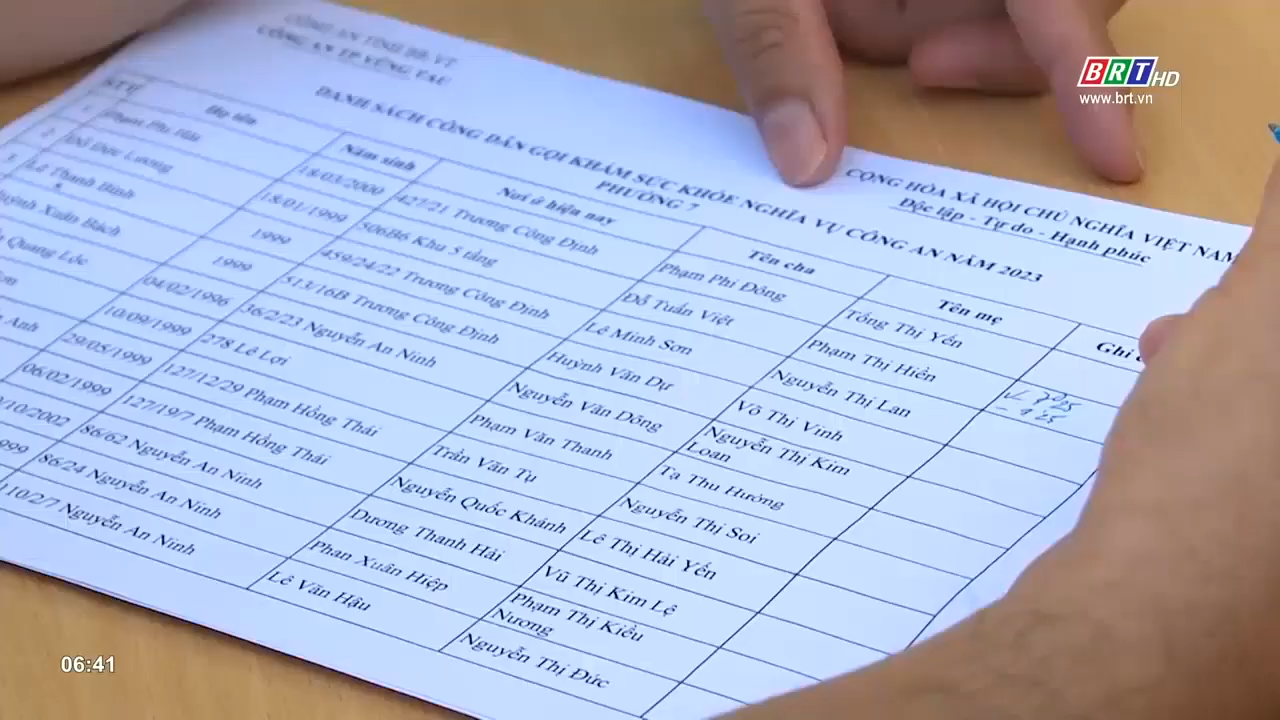 BRT HD
www.brt.vn
CÔNG AN TỈNH BR-VT
CÔNG AN TP VŨNG TÀU
CỘNG HÒA XÃ HỘI CHỦ NGHĨA VIỆT NAM
Độc lập - Tự do - Hạnh phúc
DANH SÁCH CÔNG DÂN GỌI KHÁM SỨC KHỎE NGHĨA VỤ CÔNG AN NĂM 2023
PHƯỜNG 7
STT Họ tên Năm sinh Nơi ở hiện nay Tên cha Tên mẹ Ghi
1 Phạm Phi Hải 18/03/2000 427/21 Trương Công Định Phạm Phi Đông Tống Thị Yến
2 Đỗ Đức Lương 18/01/1999 506B6 Khu 5 tầng Đỗ Tuấn Việt Phạm Thị Hiền
3 Lê Thanh Bình 1999 459/24/22 Trương Công Định Lê Minh Sơn Nguyễn Thị Lan
Xuân Bách 1999 513/16B Trương Công Định Huỳnh Văn Dự Võ Thị Vinh
Quang Lộc 04/02/1996 36/2/23 Nguyễn An Ninh Nguyễn Văn Dõng Nguyễn Thị Kim
Loan
10/09/1999 278 Lê Lợi Phạm Văn Thanh Tạ Thu Hương
Anh 29/05/1999 127/12/29 Phạm Hồng Thái Trần Văn Tụ Nguyễn Thị Soi
06/02/1999 127/19/7 Phạm Hồng Thái Nguyễn Quốc Khánh Lê Thị Hải Yến
/10/2002 86/62 Nguyễn An Ninh Dương Thanh Hải Vũ Thị Kim Lệ
999 86/24 Nguyễn An Ninh Phan Xuân Hiệp Phạm Thị Kiều
Nương
110/2/7 Nguyễn An Ninh Lê Văn Hậu Nguyễn Thị Đức
06:41